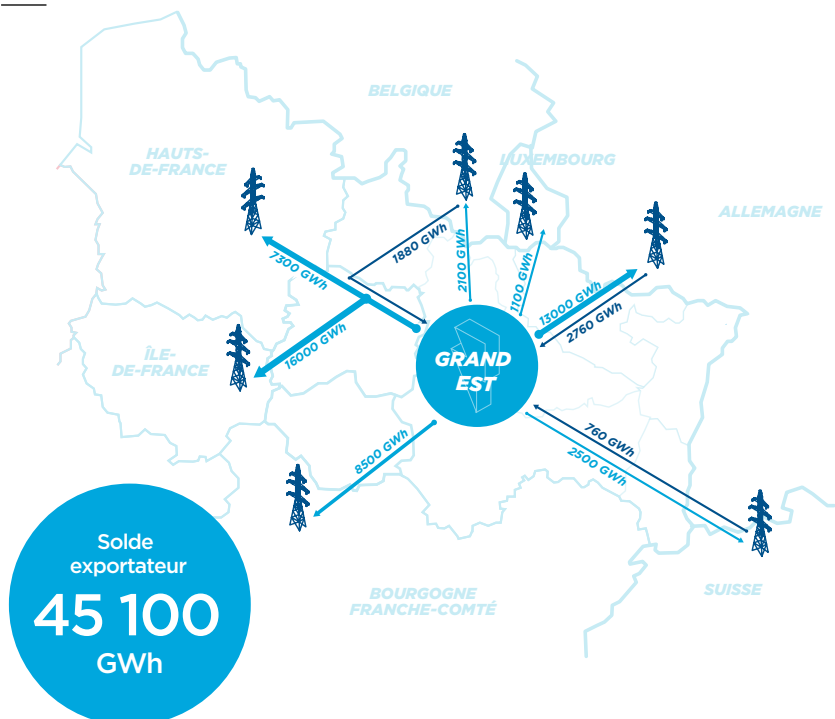 BELGIQUE
HAUTS-
DE-FRANCE
LUXEMBOURG
ALLEMAGNE
1880 GWh
2100 GWh
7300 GWh
1100 GWh
13000 GWh
2760 GWh
16000 GWh
ÎLE-
DE-FRANCE
GRAND
EST
8500 GWh
760 GWh
2500 GWh
Solde
exportateur
45 100
GWh
BOURGOGNE
FRANCHE-COMTÉ
SUISSE